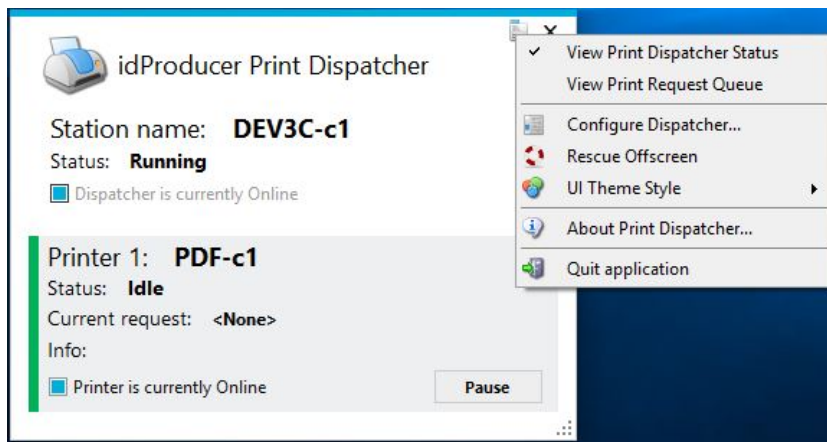 idProducer Print Dispatcher
Station name: DEV3C-c1
Status: Running
Dispatcher is currently Online
Printer 1: PDF-c1
Status: Idle
Current request: <None>
Info:
Printer is currently Online
Pause
View Print Dispatcher Status
View Print Request Queue
Configure Dispatcher...
Rescue Offscreen
UI Theme Style
About Print Dispatcher...
Quit application